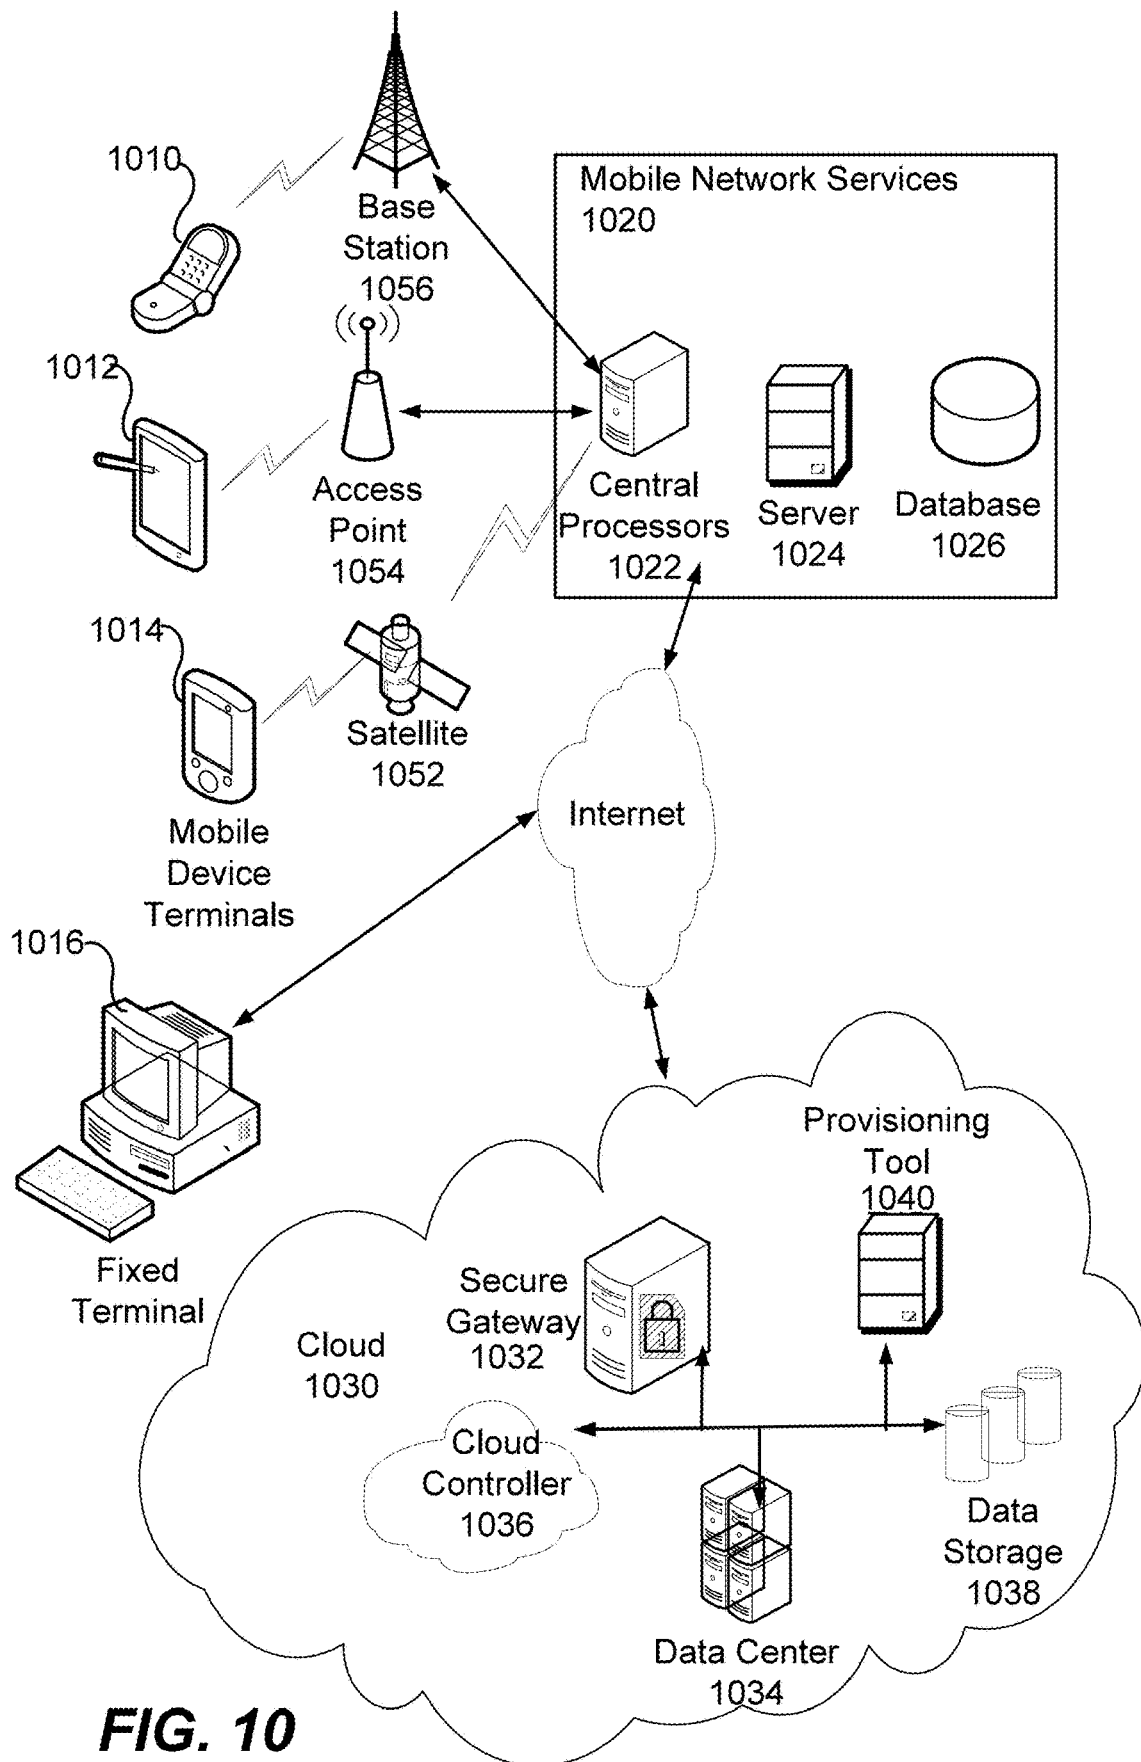 1010
Base
Station
1056
Mobile Network Services
1020
1012
Access
Point
1054
Central
Processors
1022
Server
1024
Database
1026
1014
Satellite
1052
Mobile
Device
Terminals
Internet
1016
Fixed
Terminal
Provisioning
Tool
1040
Secure
Gateway
1032
Cloud
1030
Cloud
Controller
1036
Data
Storage
1038
Data Center
1034
FIG. 10